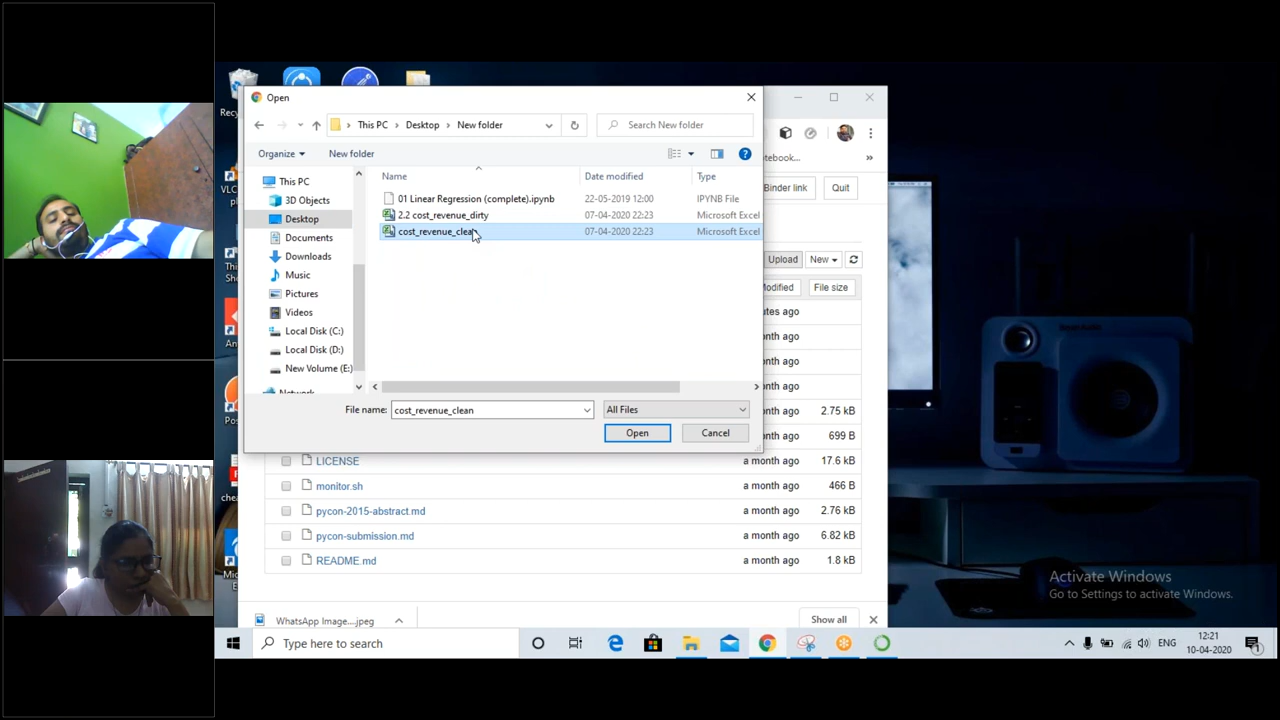 Open
This PC
Desktop
New folder
Search New folder
Organize
New folder
Name
Date modified
Type
This PC
3D Objects
Desktop
Documents
Downloads
Music
Pictures
Videos
Local Disk (C:)
Local Disk (D:)
New Volume (E:)
01 Linear Regression (complete).ipynb
22-05-2019 12:00
IPYNB File
2.2 cost_revenue_dirty
07-04-2020 22:23
Microsoft Excel
cost_revenue_clean
07-04-2020 22:23
Microsoft Excel
File name:
cost_revenue_clean
All Files
Open
Cancel
Binder link
Quit
Upload
New
File size
a month ago
2.75 kB
699 B
LICENSE
a month ago
17.6 kB
monitor.sh
a month ago
466 B
pycon-2015-abstract.md
a month ago
2.76 kB
pycon-submission.md
a month ago
6.82 kB
README.md
a month ago
1.8 kB
WhatsApp Image....jpeg
Show all
Activate Windows
Go to Settings to activate Windows.
Type here to search
ENG
12:21
10-04-2020